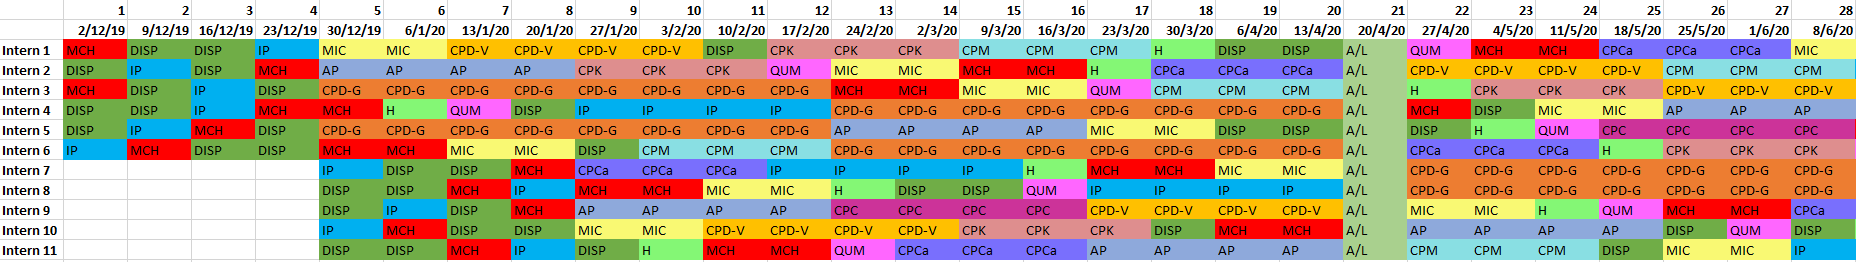 1 2 3 4 5 6 7 8 9 10 11 12 13 14 15 16 17 18 19 20 21 22 23 24 25 26 27 28
2/12/19 9/12/19 16/12/19 23/12/19 30/12/19 6/1/20 13/1/20 20/1/20 27/1/20 3/2/20 10/2/20 17/2/20 24/2/20 2/3/20 9/3/20 16/3/20 23/3/20 30/3/20 6/4/20 13/4/20 20/4/20 27/4/20 4/5/20 11/5/20 18/5/20 25/5/20 1/6/20 8/6/20
Intern 1 MCH DISP DISP IP MIC MIC CPD-V CPD-V CPD-V CPD-V DISP CPK CPK CPK CPM CPM CPM H DISP DISP A/L QUM MCH MCH CPCa CPCa CPCa MIC
Intern 2 DISP IP DISP MCH AP AP AP AP CPK CPK CPK QUM MIC MIC MCH MCH H CPCa CPCa CPCa A/L CPD-V CPD-V CPD-V CPD-V CPM CPM CPM
Intern 3 MCH DISP IP DISP CPD-G CPD-G CPD-G CPD-G CPD-G CPD-G CPD-G CPD-G MCH MCH MIC MIC QUM CPM CPM CPM A/L H CPK CPK CPK CPD-V CPD-V CPD-V
Intern 4 DISP DISP IP MCH MCH H QUM DISP IP IP IP IP CPD-G CPD-G CPD-G CPD-G CPD-G CPD-G CPD-G CPD-G A/L MCH DISP MIC MIC AP AP AP
Intern 5 DISP IP MCH DISP CPD-G CPD-G CPD-G CPD-G CPD-G CPD-G CPD-G CPD-G AP AP AP AP MIC MIC DISP DISP A/L DISP H QUM CPC CPC CPC CPC
Intern 6 IP MCH DISP DISP MCH MCH MIC MIC DISP CPM CPM CPM CPD-G CPD-G CPD-G CPD-G CPD-G CPD-G CPD-G CPD-G A/L CPCa CPCa CPCa H CPK CPK CPK
Intern 7 IP DISP DISP MCH CPCa CPCa CPCa IP IP IP IP H MCH MCH MIC MIC A/L CPD-G CPD-G CPD-G CPD-G CPD-G CPD-G CPD-G
Intern 8 DISP DISP MCH IP MCH MCH MIC MIC H DISP DISP QUM IP IP IP IP A/L CPD-G CPD-G CPD-G CPD-G CPD-G CPD-G CPD-G
Intern 9 DISP IP DISP MCH AP AP AP AP CPC CPC CPC CPC CPD-V CPD-V CPD-V CPD-V A/L MIC MIC H QUM MCH MCH CPCa
Intern 10 IP MCH DISP DISP MIC MIC CPD-V CPD-V CPD-V CPD-V CPK CPK CPK DISP MCH MCH A/L AP AP AP AP DISP QUM DISP
Intern 11 DISP DISP MCH IP DISP H MCH MCH QUM CPCa CPCa CPCa AP AP AP AP A/L CPM CPM CPM DISP MIC MIC IP